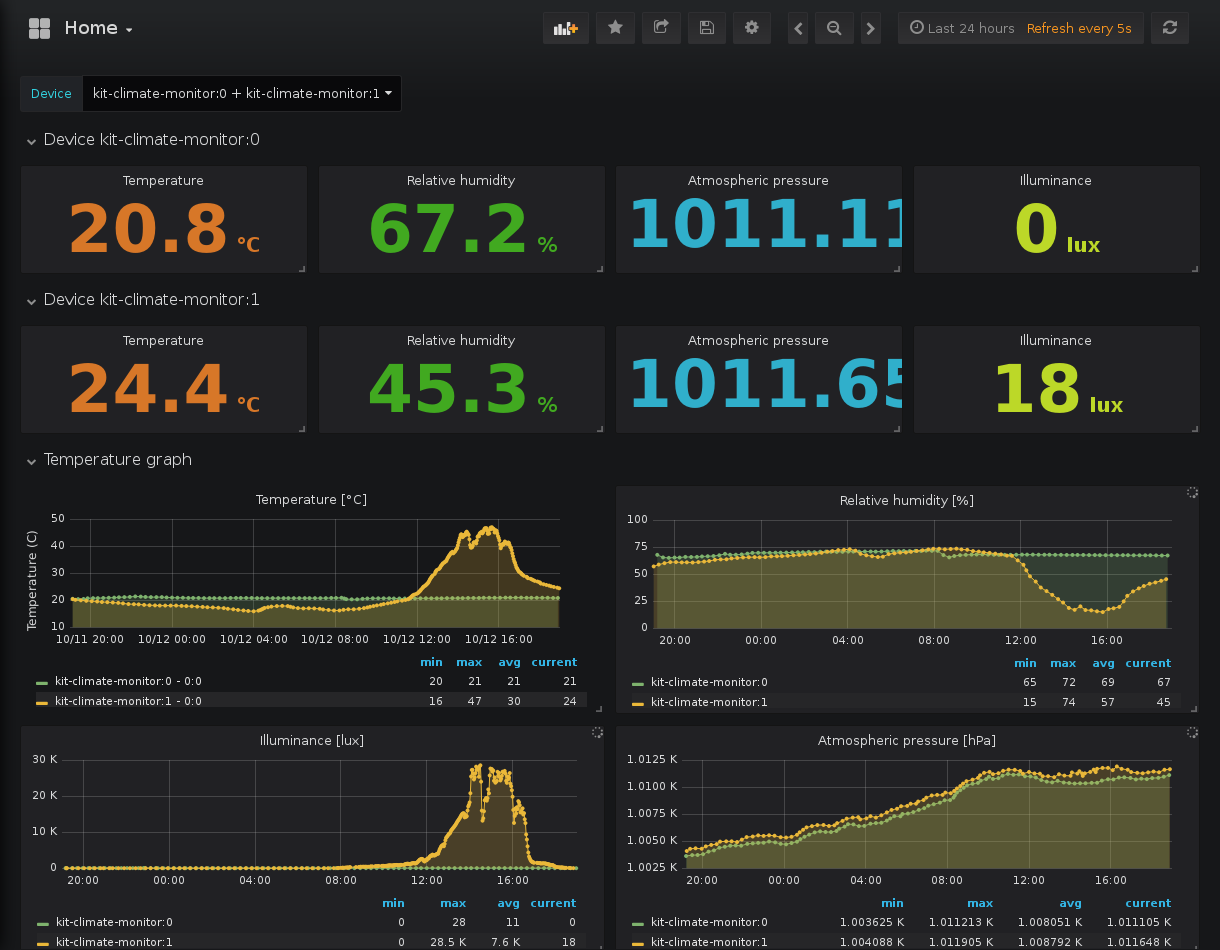 Home
Last 24 hours Refresh every 5s
Device kit-climate-monitor:0 + kit-climate-monitor:1
Device kit-climate-monitor:0
Temperature Relative humidity Atmospheric pressure Illuminance
20.8 °C 67.2 % 1011.11 0 lux
Device kit-climate-monitor:1
Temperature Relative humidity Atmospheric pressure Illuminance
24.4 °C 45.3 % 1011.65 18 lux
Temperature graph
Temperature [°C]
Temperature (C)
50
40
30
20
10
10/11 20:00 10/12 00:00 10/12 04:00 10/12 08:00 10/12 12:00 10/12 16:00
min max avg current
kit-climate-monitor:0 - 0:0 20 21 21 21
kit-climate-monitor:1 - 0:0 16 47 30 24
Relative humidity [%]
100
75
50
25
0
20:00 00:00 04:00 08:00 12:00 16:00
min max avg current
kit-climate-monitor:0 65 72 69 67
kit-climate-monitor:1 15 74 57 45
Illuminance [lux]
30 K
20 K
10 K
0
20:00 00:00 04:00 08:00 12:00 16:00
min max avg current
kit-climate-monitor:0 0 28 11 0
kit-climate-monitor:1 0 28.5 K 7.6 K 18
Atmospheric pressure [hPa]
1.0125 K
1.0100 K
1.0075 K
1.0050 K
1.0025 K
20:00 00:00 04:00 08:00 12:00 16:00
min max avg current
kit-climate-monitor:0 1.003625 K 1.011213 K 1.008051 K 1.011105 K
kit-climate-monitor:1 1.004088 K 1.011905 K 1.008792 K 1.011648 K